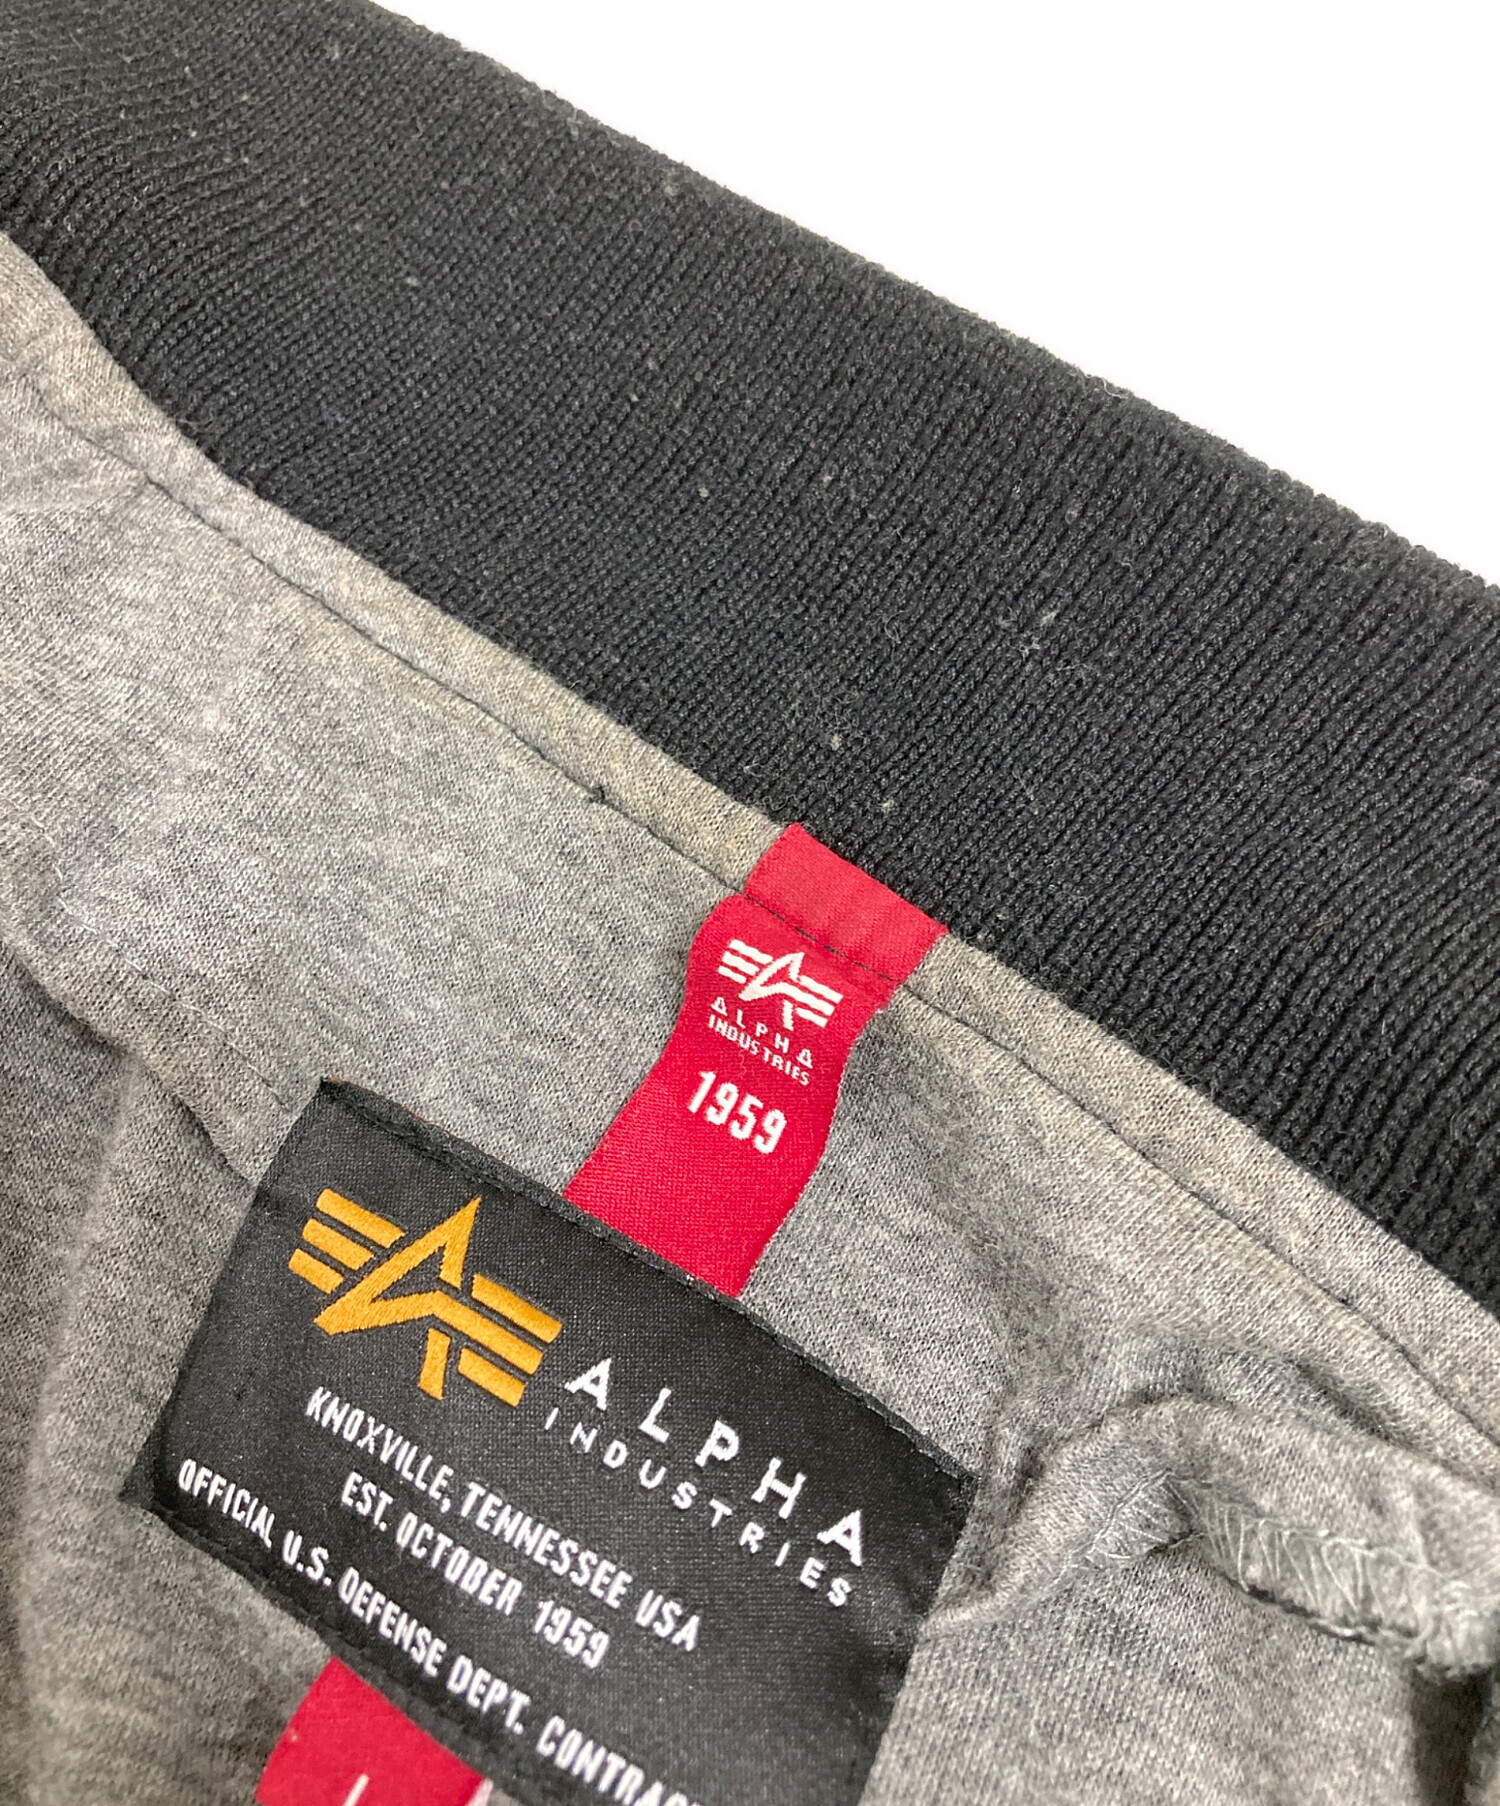 ALPHA
INDUSTRIES
1959
ALPHA
INDUSTRIES
KNOXVILLE, TENNESSEE USA
EST. OCTOBER 1959
OFFICIAL U.S. DEFENSE DEPT. CONTRAC